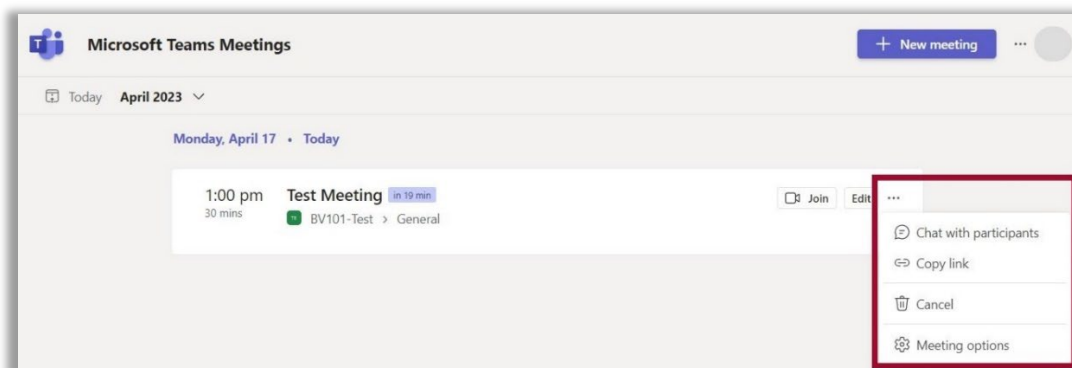 Microsoft Teams Meetings
+ New meeting
...
Today April 2023
Monday, April 17 • Today
1:00 pm Test Meeting in 19 min
Join Edit ...
30 mins BV101-Test > General
Chat with participants
Copy link
Cancel
Meeting options